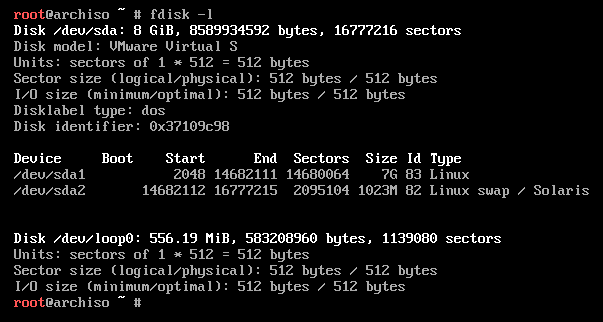 root@archiso ~ # fdisk -l
Disk /dev/sda: 8 GiB, 8589934592 bytes, 16777216 sectors
Disk model: VMware Virtual S
Units: sectors of 1 * 512 = 512 bytes
Sector size (logical/physical): 512 bytes / 512 bytes
I/O size (minimum/optimal): 512 bytes / 512 bytes
Disklabel type: dos
Disk identifier: 0x37109c98
Device     Boot    Start      End  Sectors  Size Id Type
/dev/sda1           2048 14682111 14680064    7G 83 Linux
/dev/sda2       14682112 16777215  2095104 1023M 82 Linux swap / Solaris
Disk /dev/loop0: 556.19 MiB, 583208960 bytes, 1139080 sectors
Units: sectors of 1 * 512 = 512 bytes
Sector size (logical/physical): 512 bytes / 512 bytes
I/O size (minimum/optimal): 512 bytes / 512 bytes
root@archiso ~ #